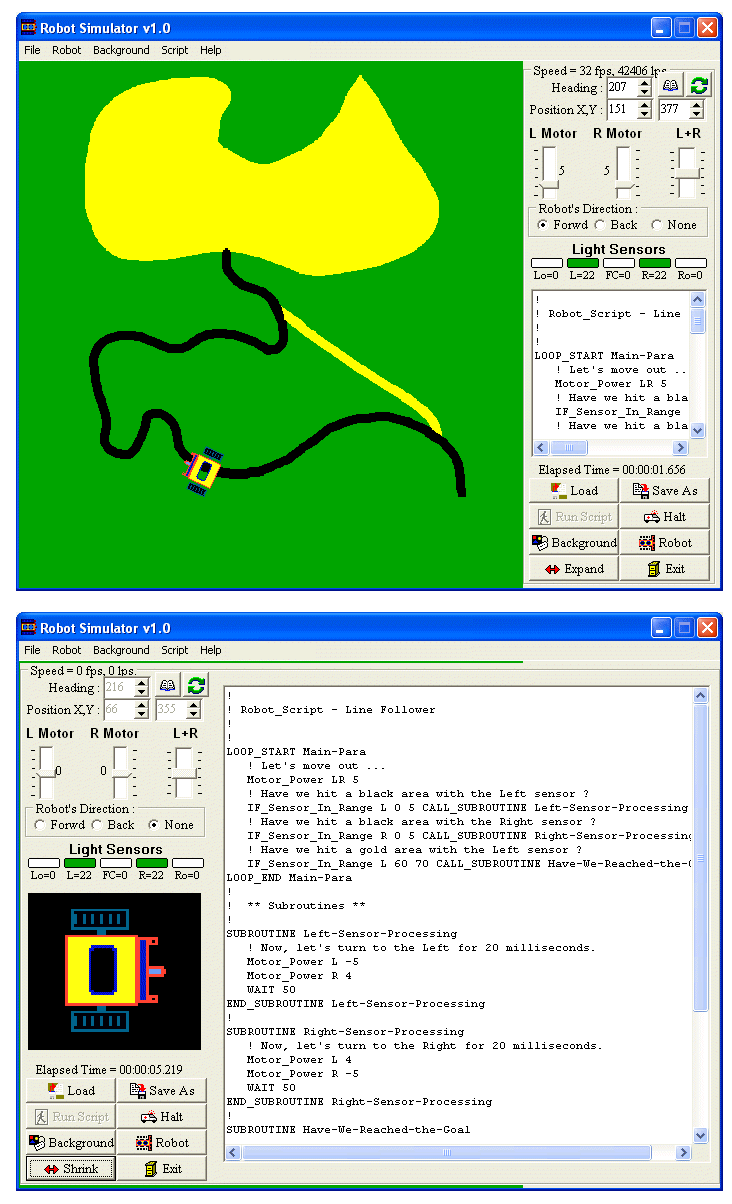 Robot Simulator v1.0
File Robot Background Script Help
Speed = 32 fps, 42406 lps.
Heading : 207
Position X,Y : 151 377
L Motor R Motor L+R
5 5
Robot's Direction :
Forwd Back None
Light Sensors
Lo=0 L=22 FC=0 R=22 Ro=0
!
! Robot_Script - Line
!
!
LOOP_START Main-Para
! Let's move out ..
Motor_Power LR 5
! Have we hit a bla
IF_Sensor_In_Range
! Have we hit a bla
Elapsed Time = 00:00:01.656
Load Save As
Run Script Halt
Background Robot
Expand Exit
Robot Simulator v1.0
File Robot Background Script Help
Speed = 0 fps, 0 lps.
Heading : 216
Position X,Y : 66 355
L Motor R Motor L+R
0 0
Robot's Direction :
Forwd Back None
Light Sensors
Lo=0 L=22 FC=0 R=22 Ro=0
Elapsed Time = 00:00:05.219
Load Save As
Run Script Halt
Background Robot
Shrink Exit
!
! Robot_Script - Line Follower
!
!
LOOP_START Main-Para
! Let's move out ...
Motor_Power LR 5
! Have we hit a black area with the Left sensor ?
IF_Sensor_In_Range L 0 5 CALL_SUBROUTINE Left-Sensor-Processing
! Have we hit a black area with the Right sensor ?
IF_Sensor_In_Range R 0 5 CALL_SUBROUTINE Right-Sensor-Processing
! Have we hit a gold area with the Left sensor ?
IF_Sensor_In_Range L 60 70 CALL_SUBROUTINE Have-We-Reached-the-G
LOOP_END Main-Para
!
! ** Subroutines **
!
SUBROUTINE Left-Sensor-Processing
! Now, let's turn to the Left for 20 milliseconds.
Motor_Power L -5
Motor_Power R 4
WAIT 50
END_SUBROUTINE Left-Sensor-Processing
!
SUBROUTINE Right-Sensor-Processing
! Now, let's turn to the Right for 20 milliseconds.
Motor_Power L 4
Motor_Power R -5
WAIT 50
END_SUBROUTINE Right-Sensor-Processing
!
SUBROUTINE Have-We-Reached-the-Goal